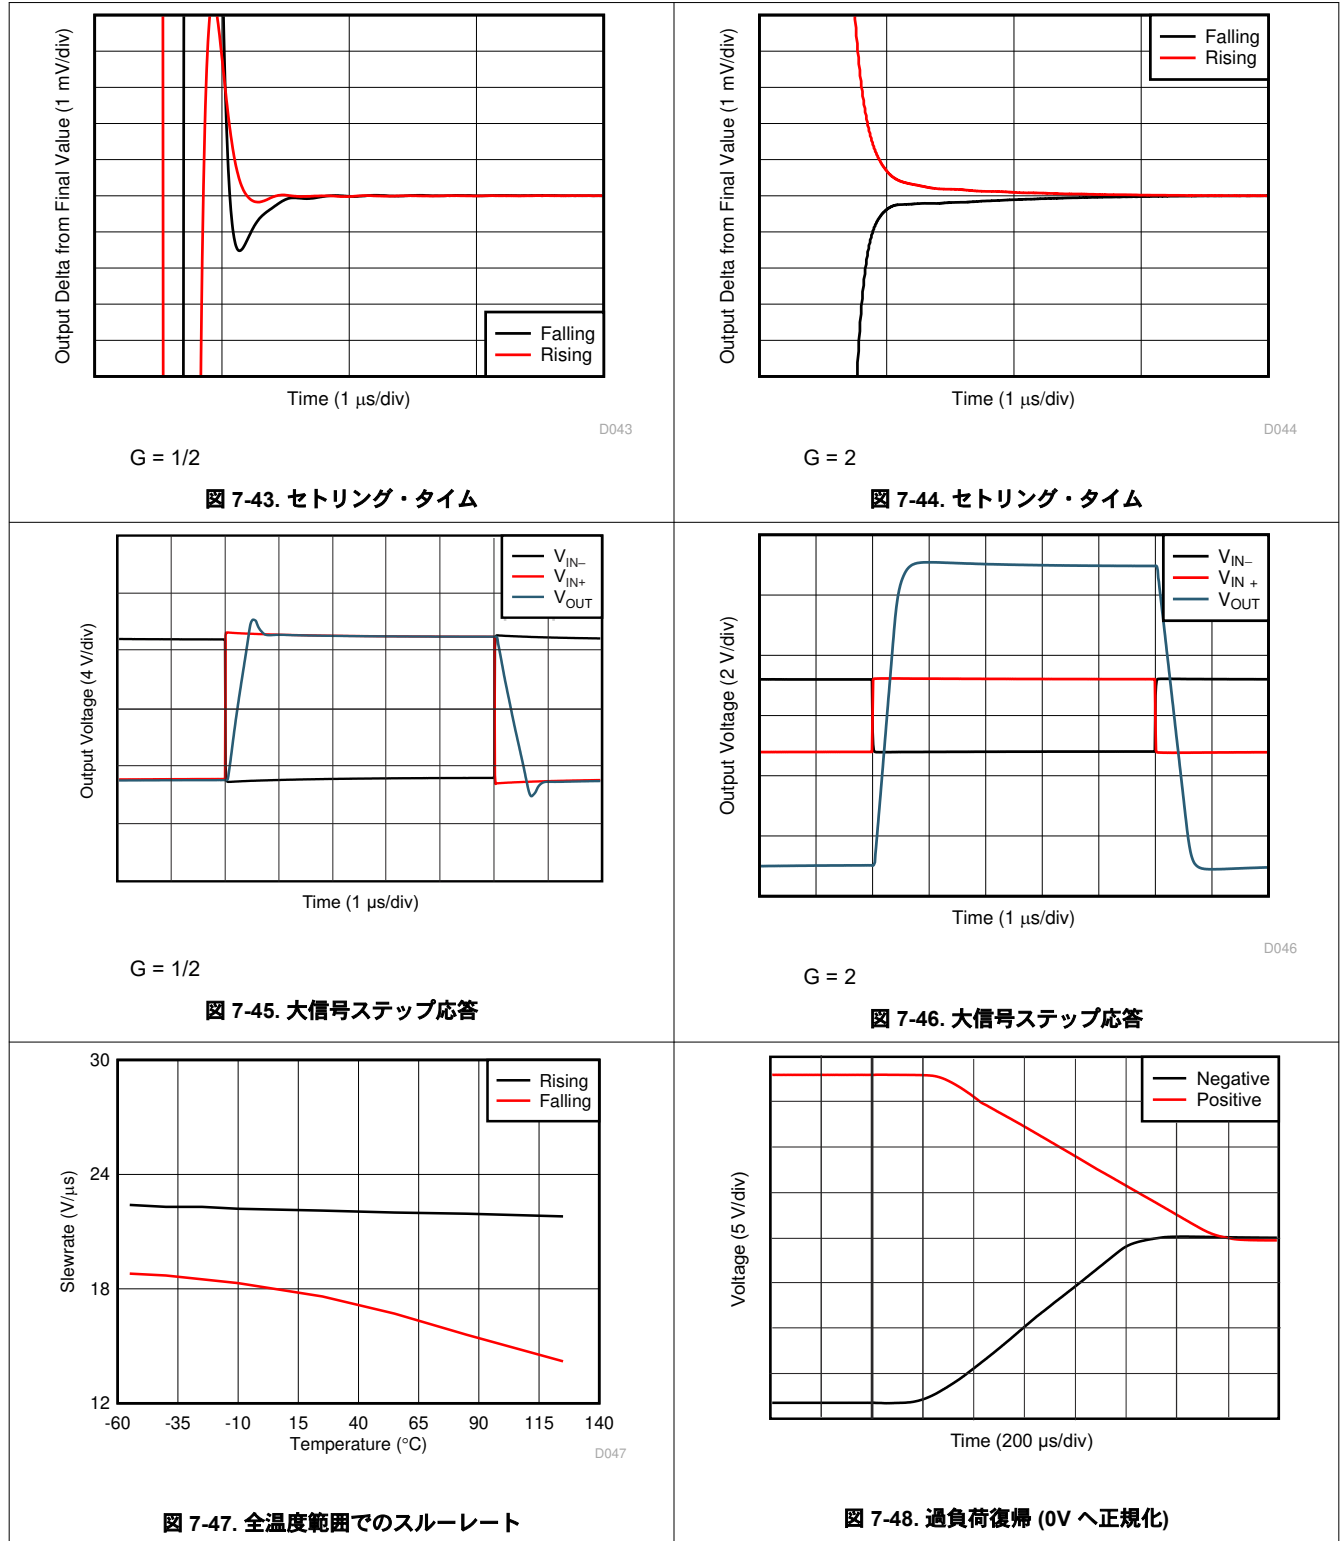 Output Delta from Final Value (1 mV/div)
Falling
Rising
Time (1 μs/div)
D043
G = 1/2
図 7-43. セトリング・タイム
Output Delta from Final Value (1 mV/div)
Falling
Rising
Time (1 μs/div)
D044
G = 2
図 7-44. セトリング・タイム
Output Voltage (4 V/div)
VIN–
VIN+
VOUT
Time (1 μs/div)
G = 1/2
図 7-45. 大信号ステップ応答
Output Voltage (2 V/div)
VIN–
VIN +
VOUT
Time (1 μs/div)
D046
G = 2
図 7-46. 大信号ステップ応答
Slewrate (V/μs)
30
24
18
12
Rising
Falling
-60 -35 -10 15 40 65 90 115 140
Temperature (°C)
D047
図 7-47. 全温度範囲でのスルーレート
Voltage (5 V/div)
Negative
Positive
Time (200 μs/div)
図 7-48. 過負荷復帰 (0V へ正規化)